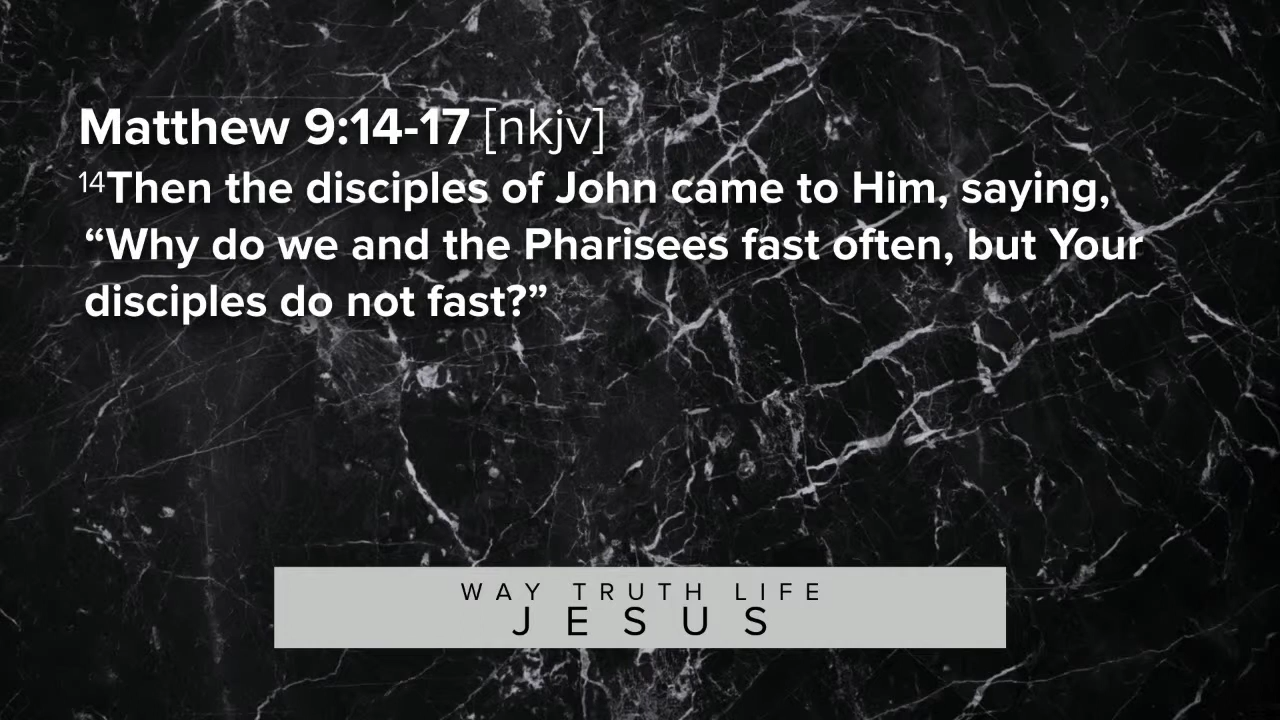 Matthew 9:14-17 [nkjv]
14Then the disciples of John came to Him, saying,
“Why do we and the Pharisees fast often, but Your
disciples do not fast?”
WAY TRUTH LIFE
JESUS